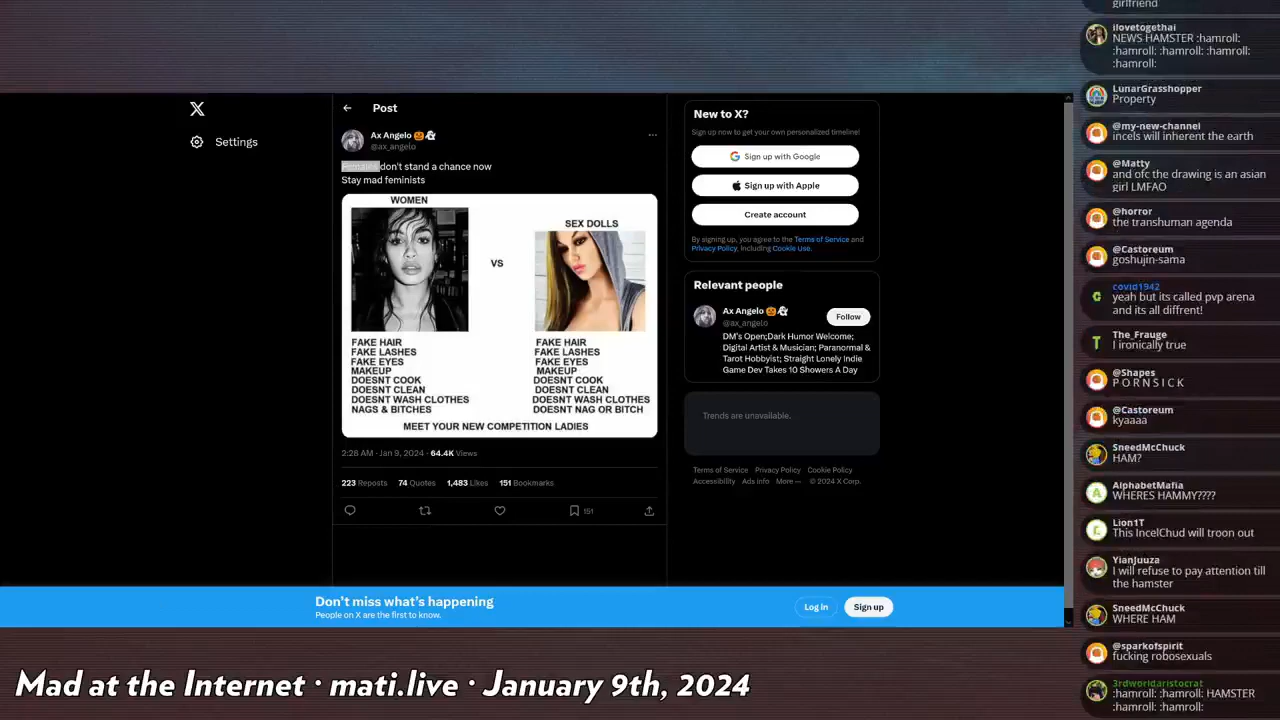 Settings
Post
Ax Angelo
@ax_angelo
don't stand a chance now
Stay mad feminists
WOMEN
SEX DOLLS
VS
FAKE HAIR
FAKE LASHES
FAKE EYES
MAKEUP
DOESNT COOK
DOESNT CLEAN
DOESNT WASH CLOTHES
NAGS & BITCHES
FAKE HAIR
FAKE LASHES
FAKE EYES
MAKEUP
DOESNT COOK
DOESNT CLEAN
DOESNT WASH CLOTHES
DOESNT NAG OR BITCH
MEET YOUR NEW COMPETITION LADIES
2:26 AM · Jan 9, 2024 · 64.4K Views
223 Reposts 74 Quotes 1,483 Likes 151 Bookmarks
151
New to X?
Sign up now to get your own personalized timeline!
Sign up with Google
Sign up with Apple
Create account
By signing up, you agree to the Terms of Service and
Privacy Policy, including Cookie Use.
Relevant people
Ax Angelo
@ax_angelo
Follow
DM's Open;Dark Humor Welcome;
Digital Artist & Musician; Paranormal &
Tarot Hobbyist; Straight Lonely Indie
Game Dev Takes 10 Showers A Day
Trends are unavailable.
Terms of Service Privacy Policy Cookie Policy
Accessibility Ads info More — © 2024 X Corp.
Don't miss what's happening
People on X are the first to know.
Log in
Sign up
Mad at the Internet · mati.live · January 9th, 2024
girlfriend
ilovetogethai
NEWS HAMSTER :hamroll:
:hamroll: :hamroll: :hamroll:
:hamroll:
LunarGrasshopper
Property
@my-new-channel
incels will inherent the earth
@Matty
and ofc the drawing is an asian
girl LMFAO
@horror
the transhuman agenda
@Castoreum
goshujin-sama
covid1942
yeah but its called pvp arena
and its all diffrent!
The_Frauge
I ironically true
@Shapes
P O R N S I C K
@Castoreum
kyaaaa
SneedMcChuck
HAM?
AlphabetMafia
WHERES HAMMY????
Lion1T
This IncelChud will troon out
YianJuuza
I will refuse to pay attention till
the hamster
SneedMcChuck
WHERE HAM
@sparkofspirit
fucking robosexuals
3rdworldaristocrat
:hamroll: :hamroll: HAMSTER
:hamroll: :hamroll: